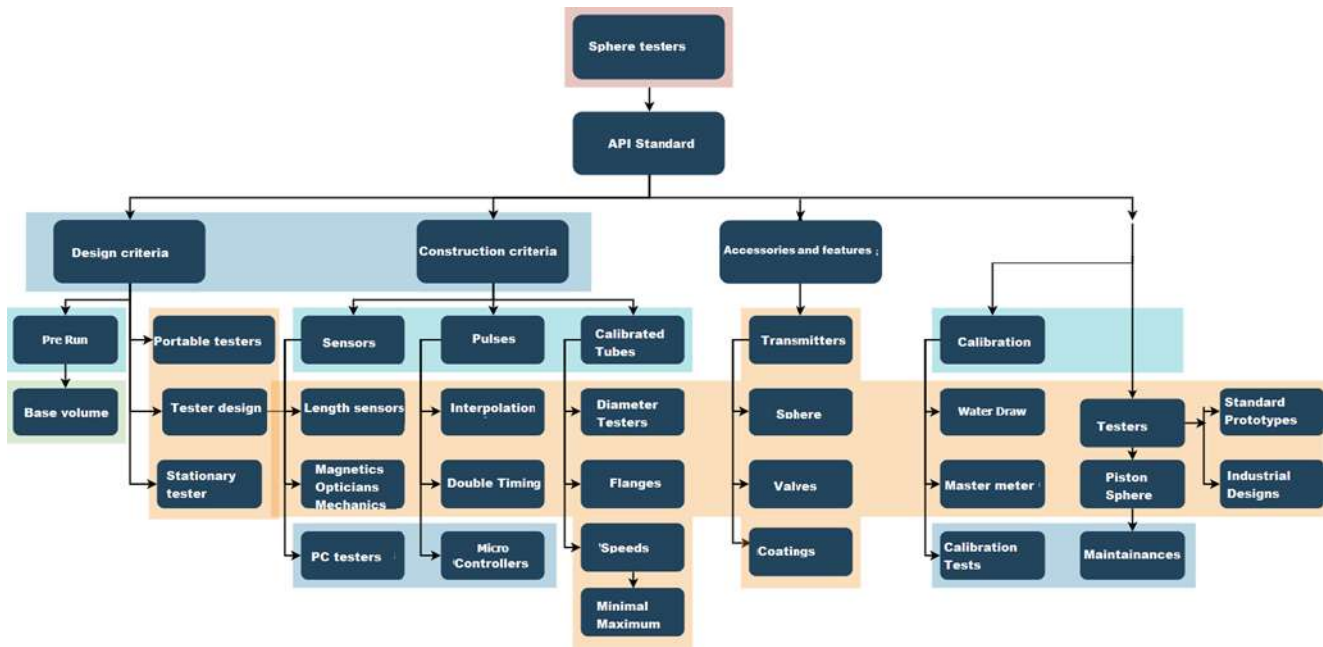 Sphere testers
API Standard
Design criteria
Construction criteria
Accessories and features :
Pre Run
Portable testers
Sensors
Pulses
Calibrated
Tubes
Transmitters
Calibration
Base volume
Tester design
Length sensors
Interpolation
Diameter
Testers
Sphere
Water Draw
Testers
Standard
Prototypes
Stationary
tester
Magnetics
Opticians
Mechanics
Double Timing
Flanges
Valves
Master meter
Piston
Sphere
Industrial
Designs
PC testers
Micro
Controllers
Speeds
Coatings
Calibration
Tests
Maintainances
Minimal
Maximum